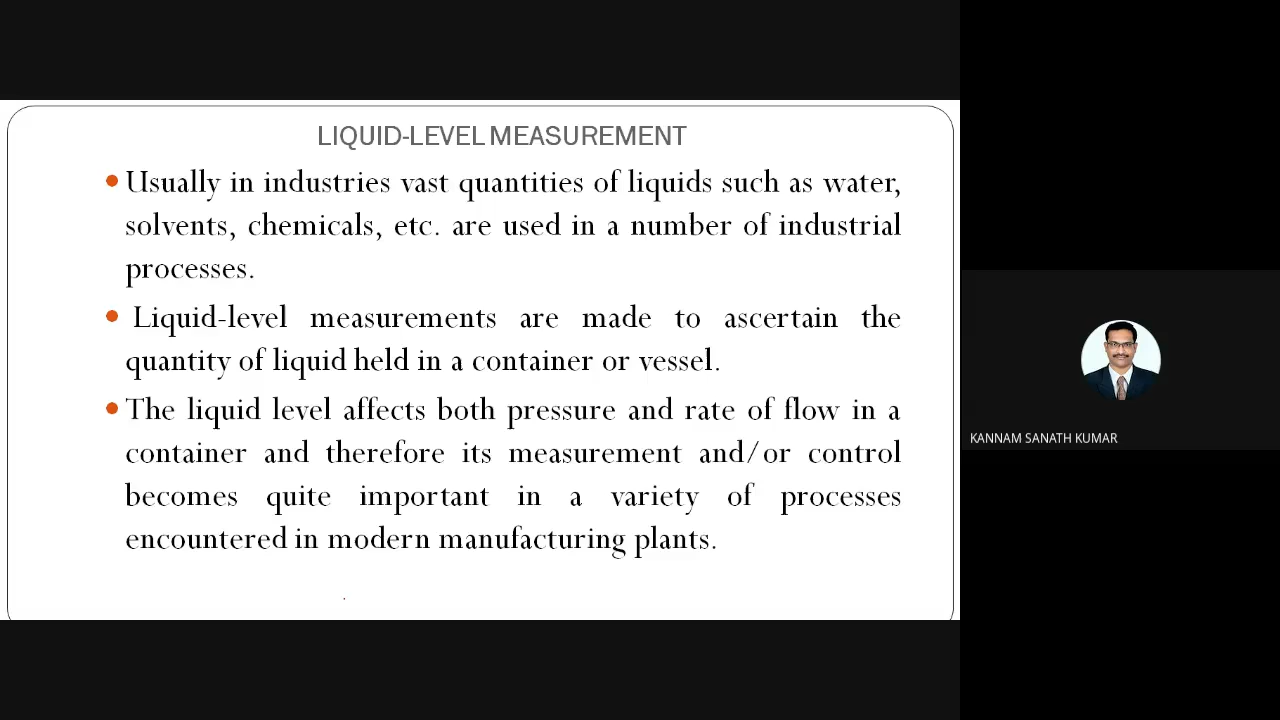 LIQUID-LEVEL MEASUREMENT
Usually in industries vast quantities of liquids such as water,
solvents, chemicals, etc. are used in a number of industrial
processes.
Liquid-level measurements are made to ascertain the
quantity of liquid held in a container or vessel.
The liquid level affects both pressure and rate of flow in a
container and therefore its measurement and/or control
becomes quite important in a variety of processes
encountered in modern manufacturing plants.
KANNAM SANATH KUMAR